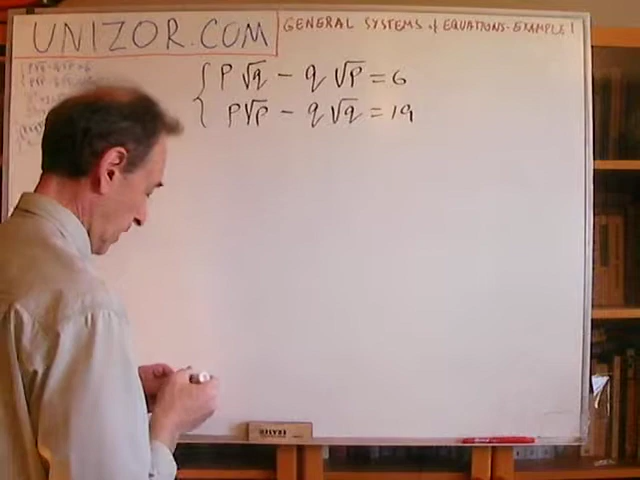 UNIZOR.COM
GENERAL SYSTEMS of EQUATIONS-EXAMPLE 1
p√q - q√p = 6
p√p - q√q = 19